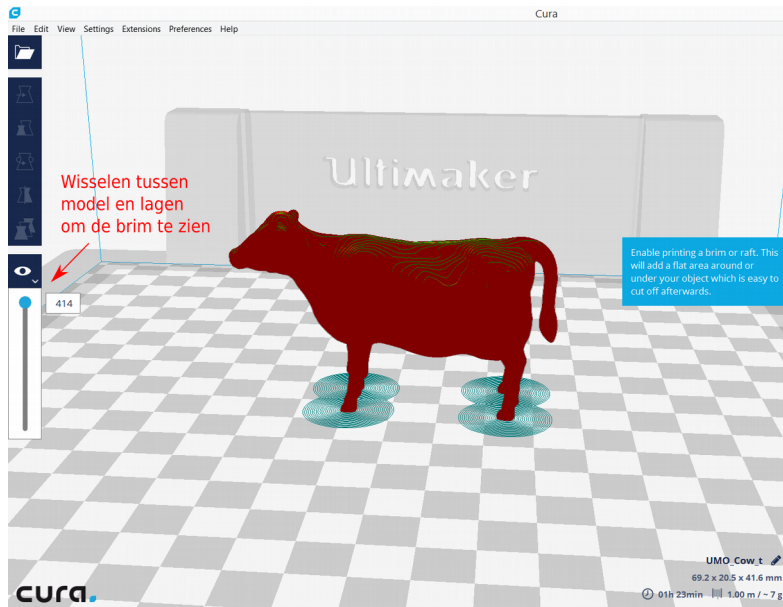 Cura
File Edit View Settings Extensions Preferences Help
Ultimaker
Wisselen tussen
model en lagen
om de brim te zien
Enable printing a brim or raft. This
will add a flat area around or
under your object which is easy to
cut off afterwards.
414
UMO_Cow_t
69.2 x 20.5 x 41.6 mm
01h 23min 1.00 m / ~ 7 g
cura.